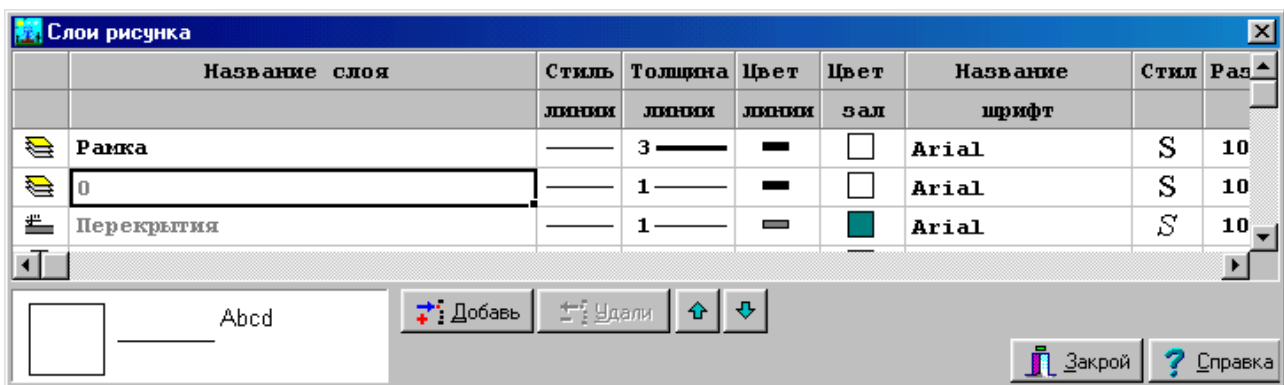 Слои рисунка
Название слоя Стиль Толщина Цвет Цвет Название Стил Раз
линии линии линии зал шрифт
Рамка 3 Arial S 10
0 1 Arial S 10
Перекрытия 1 Arial S 10
Abcd Добавь Удали
Закрой Справка